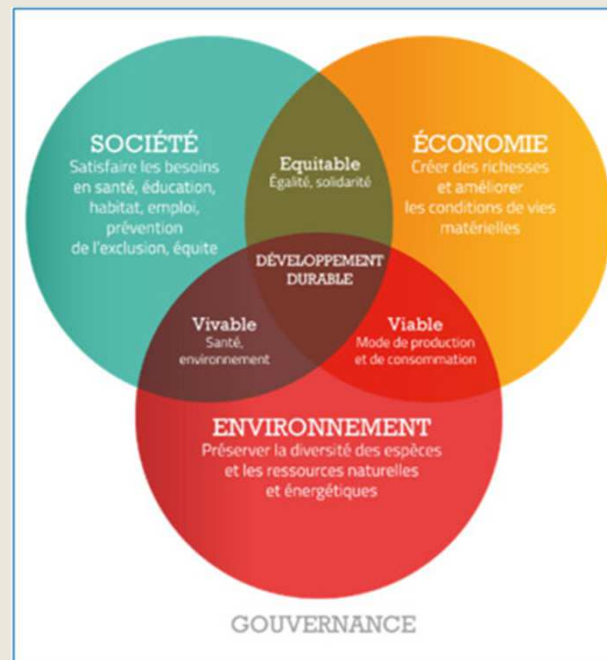 SOCIÉTÉ
Satisfaire les besoins
en santé, éducation,
habitat, emploi,
prévention
de l'exclusion, équite
Equitable
Égalité, solidarité
ÉCONOMIE
Créer des richesses
et améliorer
les conditions de vies
matérielles
DÉVELOPPEMENT
DURABLE
Vivable
Santé,
environnement
Viable
Mode de production
et de consommation
ENVIRONNEMENT
Préserver la diversité des espèces
et les ressources naturelles
et énergétiques
GOUVERNANCE